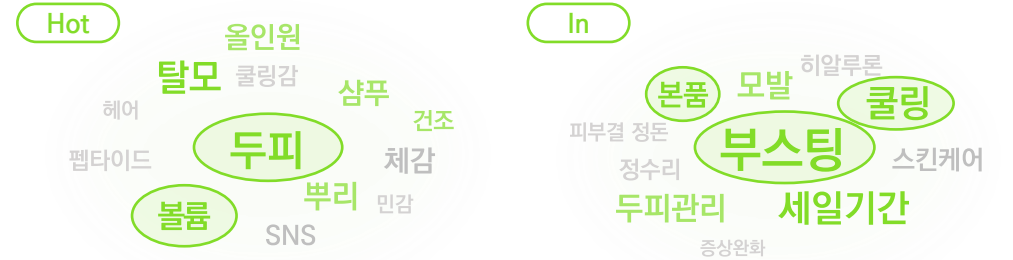 Hot
올인원
탈모
쿨링감
샴푸
헤어
건조
두피
펩타이드
체감
뿌리
민감
볼륨
SNS
In
히알루론
모발
본품
쿨링
피부결 정돈
부스팅
정수리
스킨케어
두피관리
세일기간
증상완화